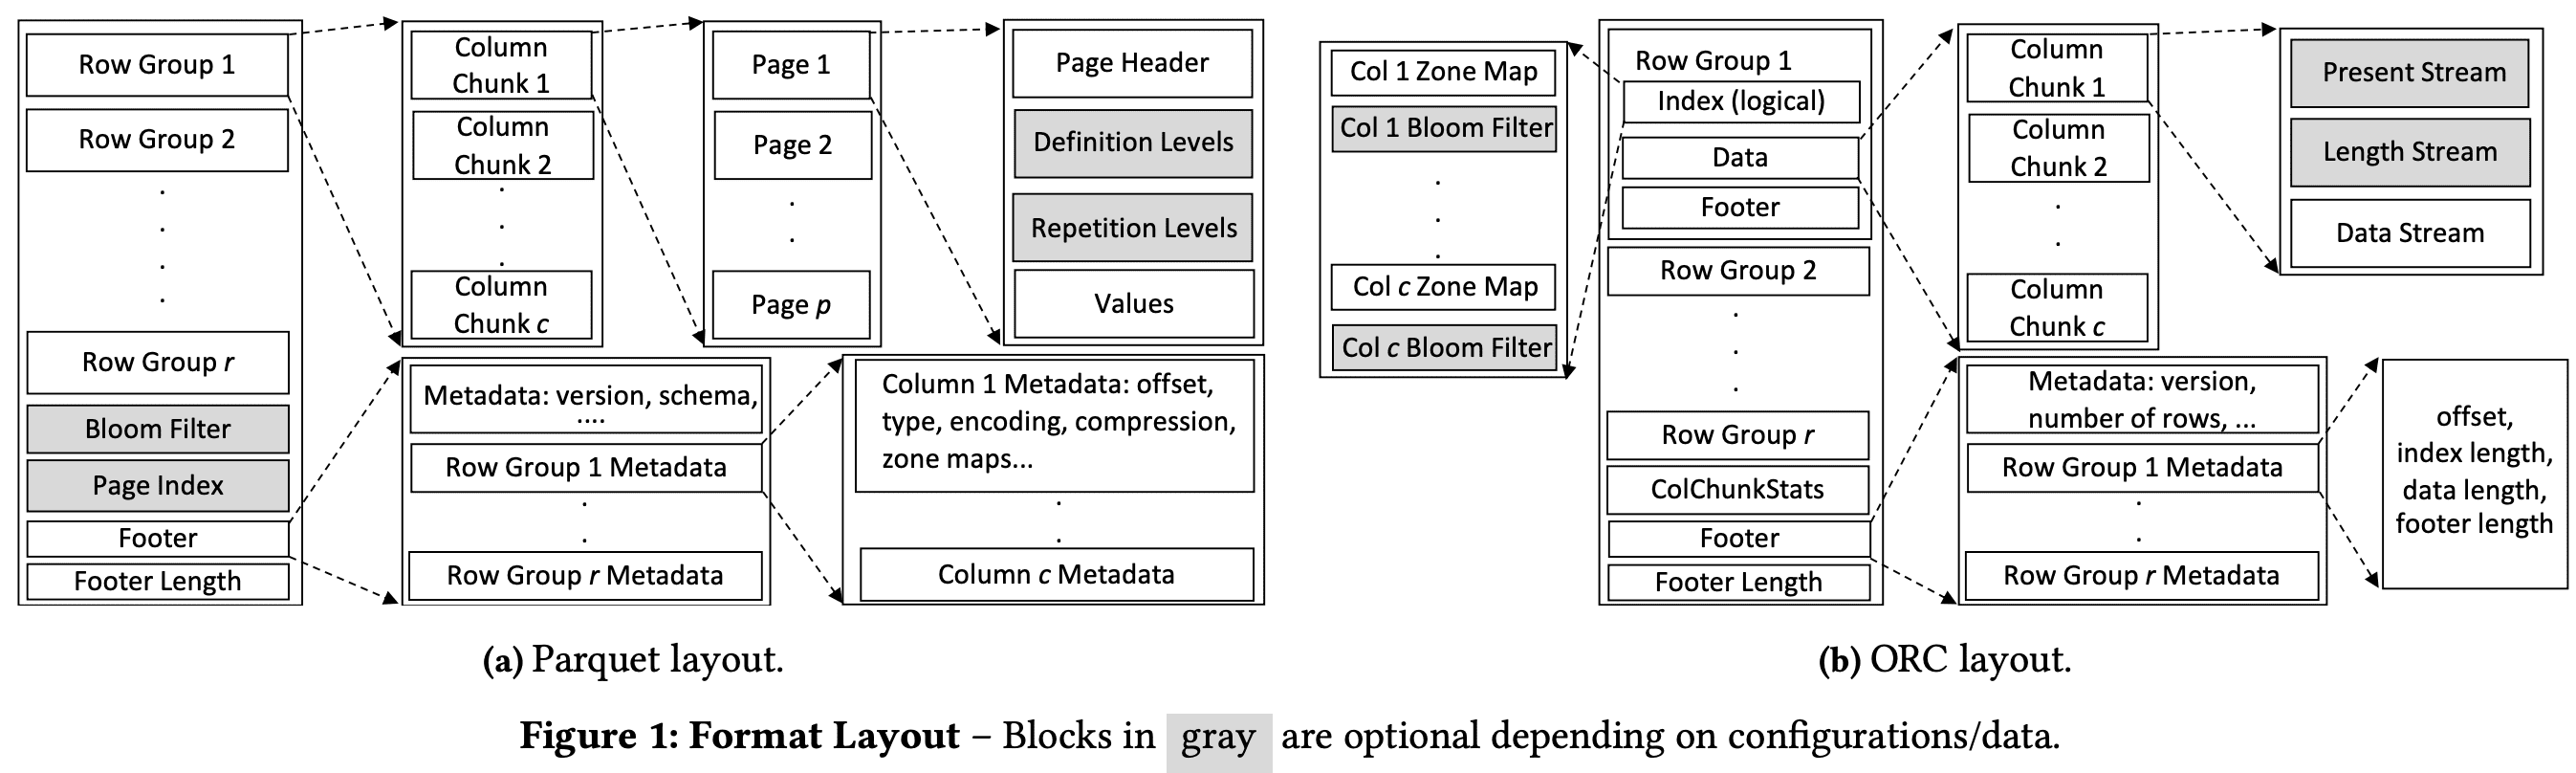 Row Group 1
Row Group 2
Row Group r
Bloom Filter
Page Index
Footer
Footer Length
Column
Chunk 1
Column
Chunk 2
Column
Chunk c
Page 1
Page 2
Page p
Page Header
Definition Levels
Repetition Levels
Values
Metadata: version, schema,
....
Row Group 1 Metadata
Row Group r Metadata
Column 1 Metadata: offset,
type, encoding, compression,
zone maps...
Column c Metadata
(a) Parquet layout.
Col 1 Zone Map
Col 1 Bloom Filter
Col c Zone Map
Col c Bloom Filter
Row Group 1
Index (logical)
Data
Footer
Row Group 2
Row Group r
ColChunkStats
Footer
Footer Length
Column
Chunk 1
Column
Chunk 2
Column
Chunk c
Present Stream
Length Stream
Data Stream
Metadata: version,
number of rows, ...
Row Group 1 Metadata
Row Group r Metadata
offset,
index length,
data length,
footer length
(b) ORC layout.
Figure 1: Format Layout – Blocks in gray are optional depending on configurations/data.